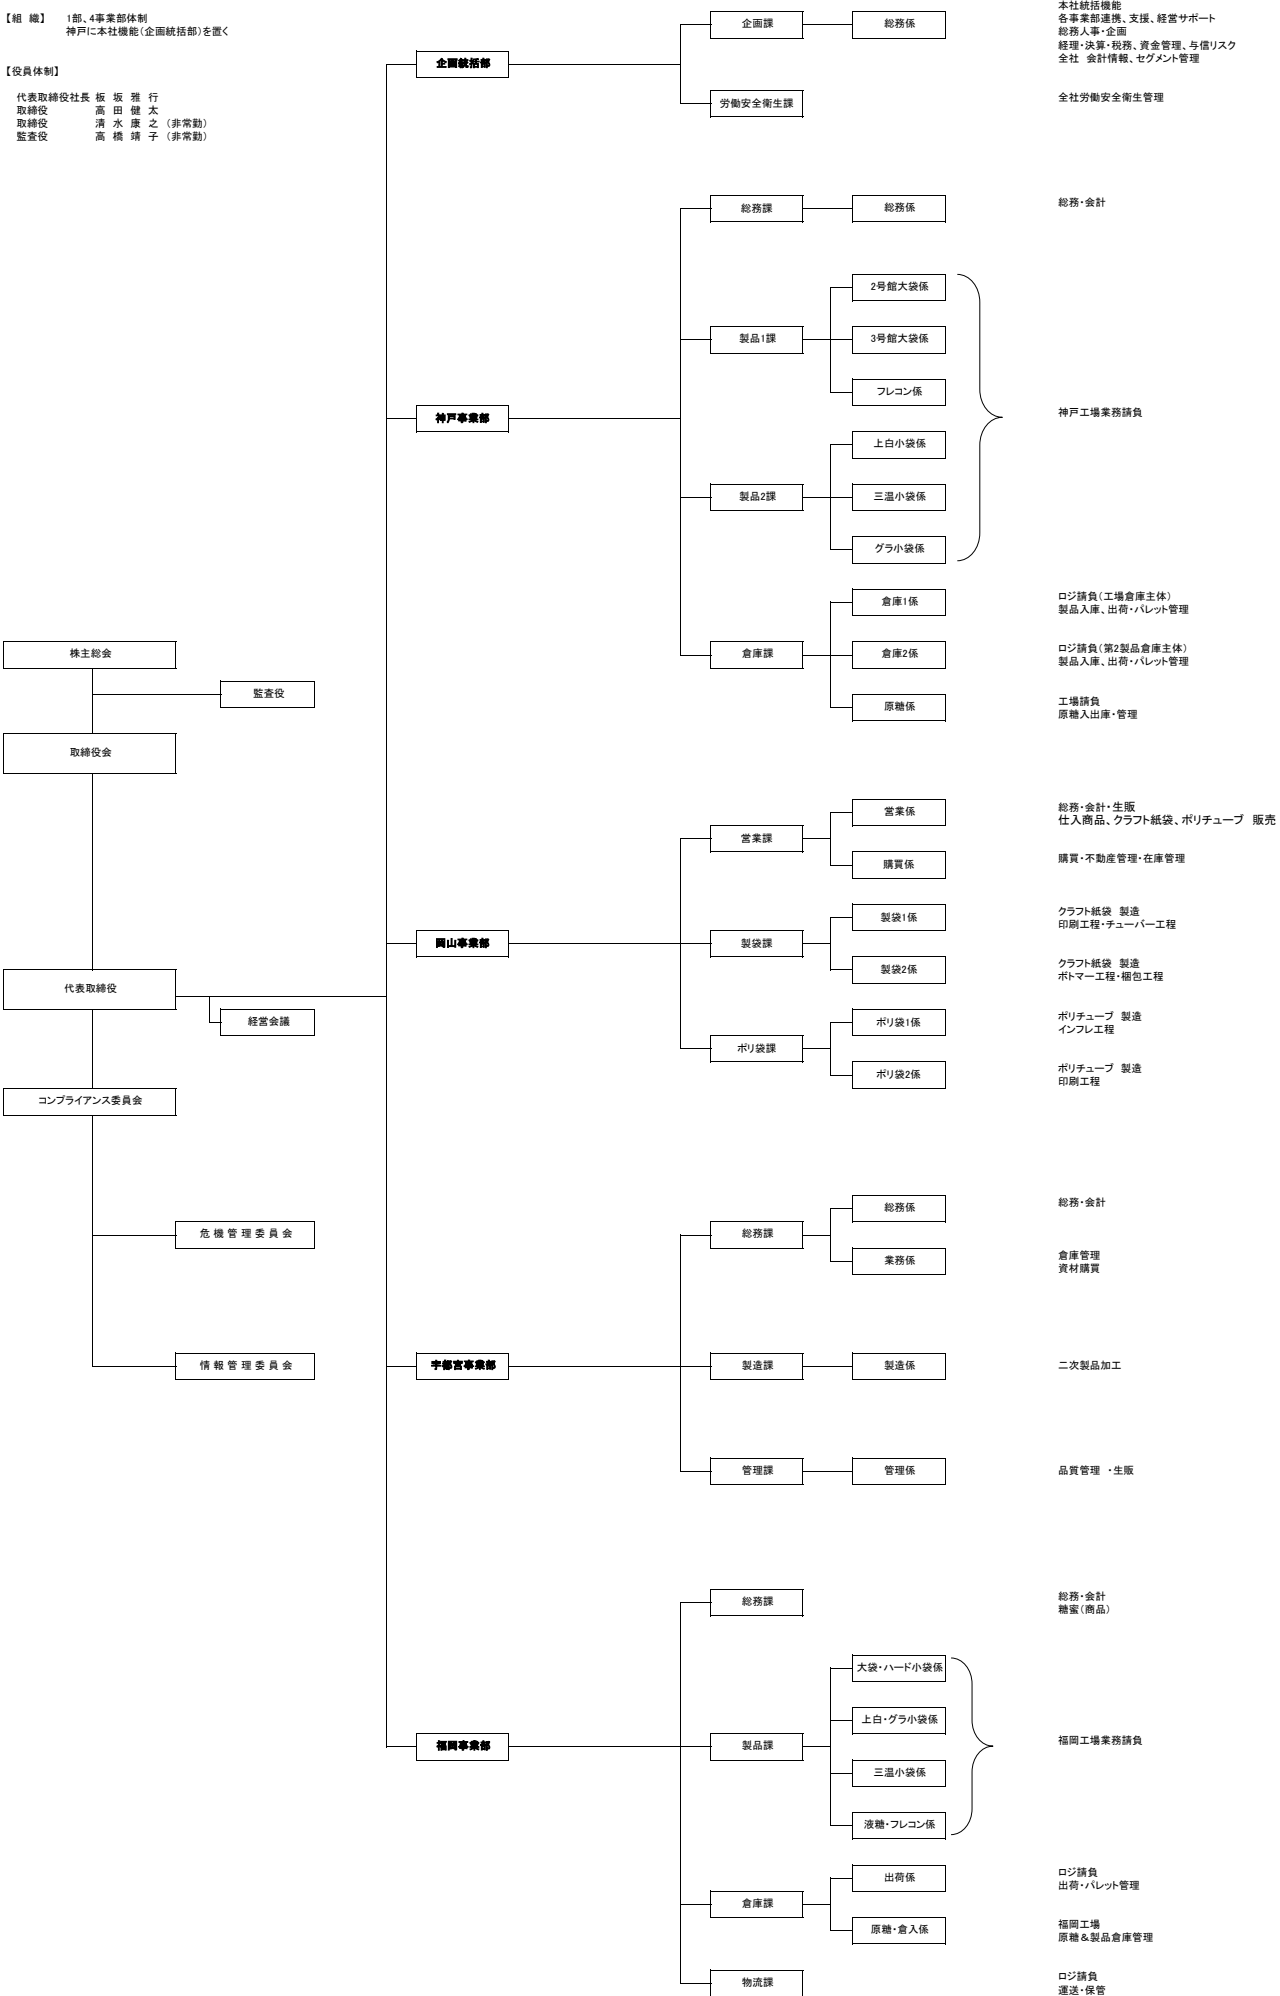 【組 織】 1部、4事業部体制
神戸に本社機能(企画統括部)を置く
【役員体制】
代表取締役社長 板 坂 雅 行
取締役 高 田 健 太
取締役 清 水 康 之 (非常勤)
監査役 高 橋 靖 子 (非常勤)
株主総会
監査役
取締役会
代表取締役
経営会議
コンプライアンス委員会
危 機 管 理 委 員 会
情 報 管 理 委 員 会
企画統括部
企画課
総務係
本社統括機能
各事業部連携、支援、経営サポート
総務人事・企画
経理・決算・税務、資金管理、与信リスク
全社 会計情報、セグメント管理
労働安全衛生課
全社労働安全衛生管理
神戸事業部
総務課
総務係
総務・会計
製品1課
2号館大袋係
3号館大袋係
フレコン係
製品2課
上白小袋係
三温小袋係
グラ小袋係
神戸工場業務請負
倉庫課
倉庫1係
ロジ請負(工場倉庫主体)
製品入庫、出荷・パレット管理
倉庫2係
ロジ請負(第2製品倉庫主体)
製品入庫、出荷・パレット管理
原糖係
工場請負
原糖入出庫・管理
岡山事業部
営業課
営業係
総務・会計・生販
仕入商品、クラフト紙袋、ポリチューブ 販売
購買係
購買・不動産管理・在庫管理
製袋課
製袋1係
クラフト紙袋 製造
印刷工程・チューバー工程
製袋2係
クラフト紙袋 製造
ボトマー工程・梱包工程
ポリ袋課
ポリ袋1係
ポリチューブ 製造
インフレ工程
ポリ袋2係
ポリチューブ 製造
印刷工程
宇都宮事業部
総務課
総務係
総務・会計
業務係
倉庫管理
資材購買
製造課
製造係
二次製品加工
管理課
管理係
品質管理 ・生販
福岡事業部
総務課
総務・会計
糖蜜(商品)
製品課
大袋・ハード小袋係
上白・グラ小袋係
三温小袋係
液糖・フレコン係
福岡工場業務請負
倉庫課
出荷係
ロジ請負
出荷・パレット管理
原糖・倉入係
福岡工場
原糖&製品倉庫管理
物流課
ロジ請負
運送・保管